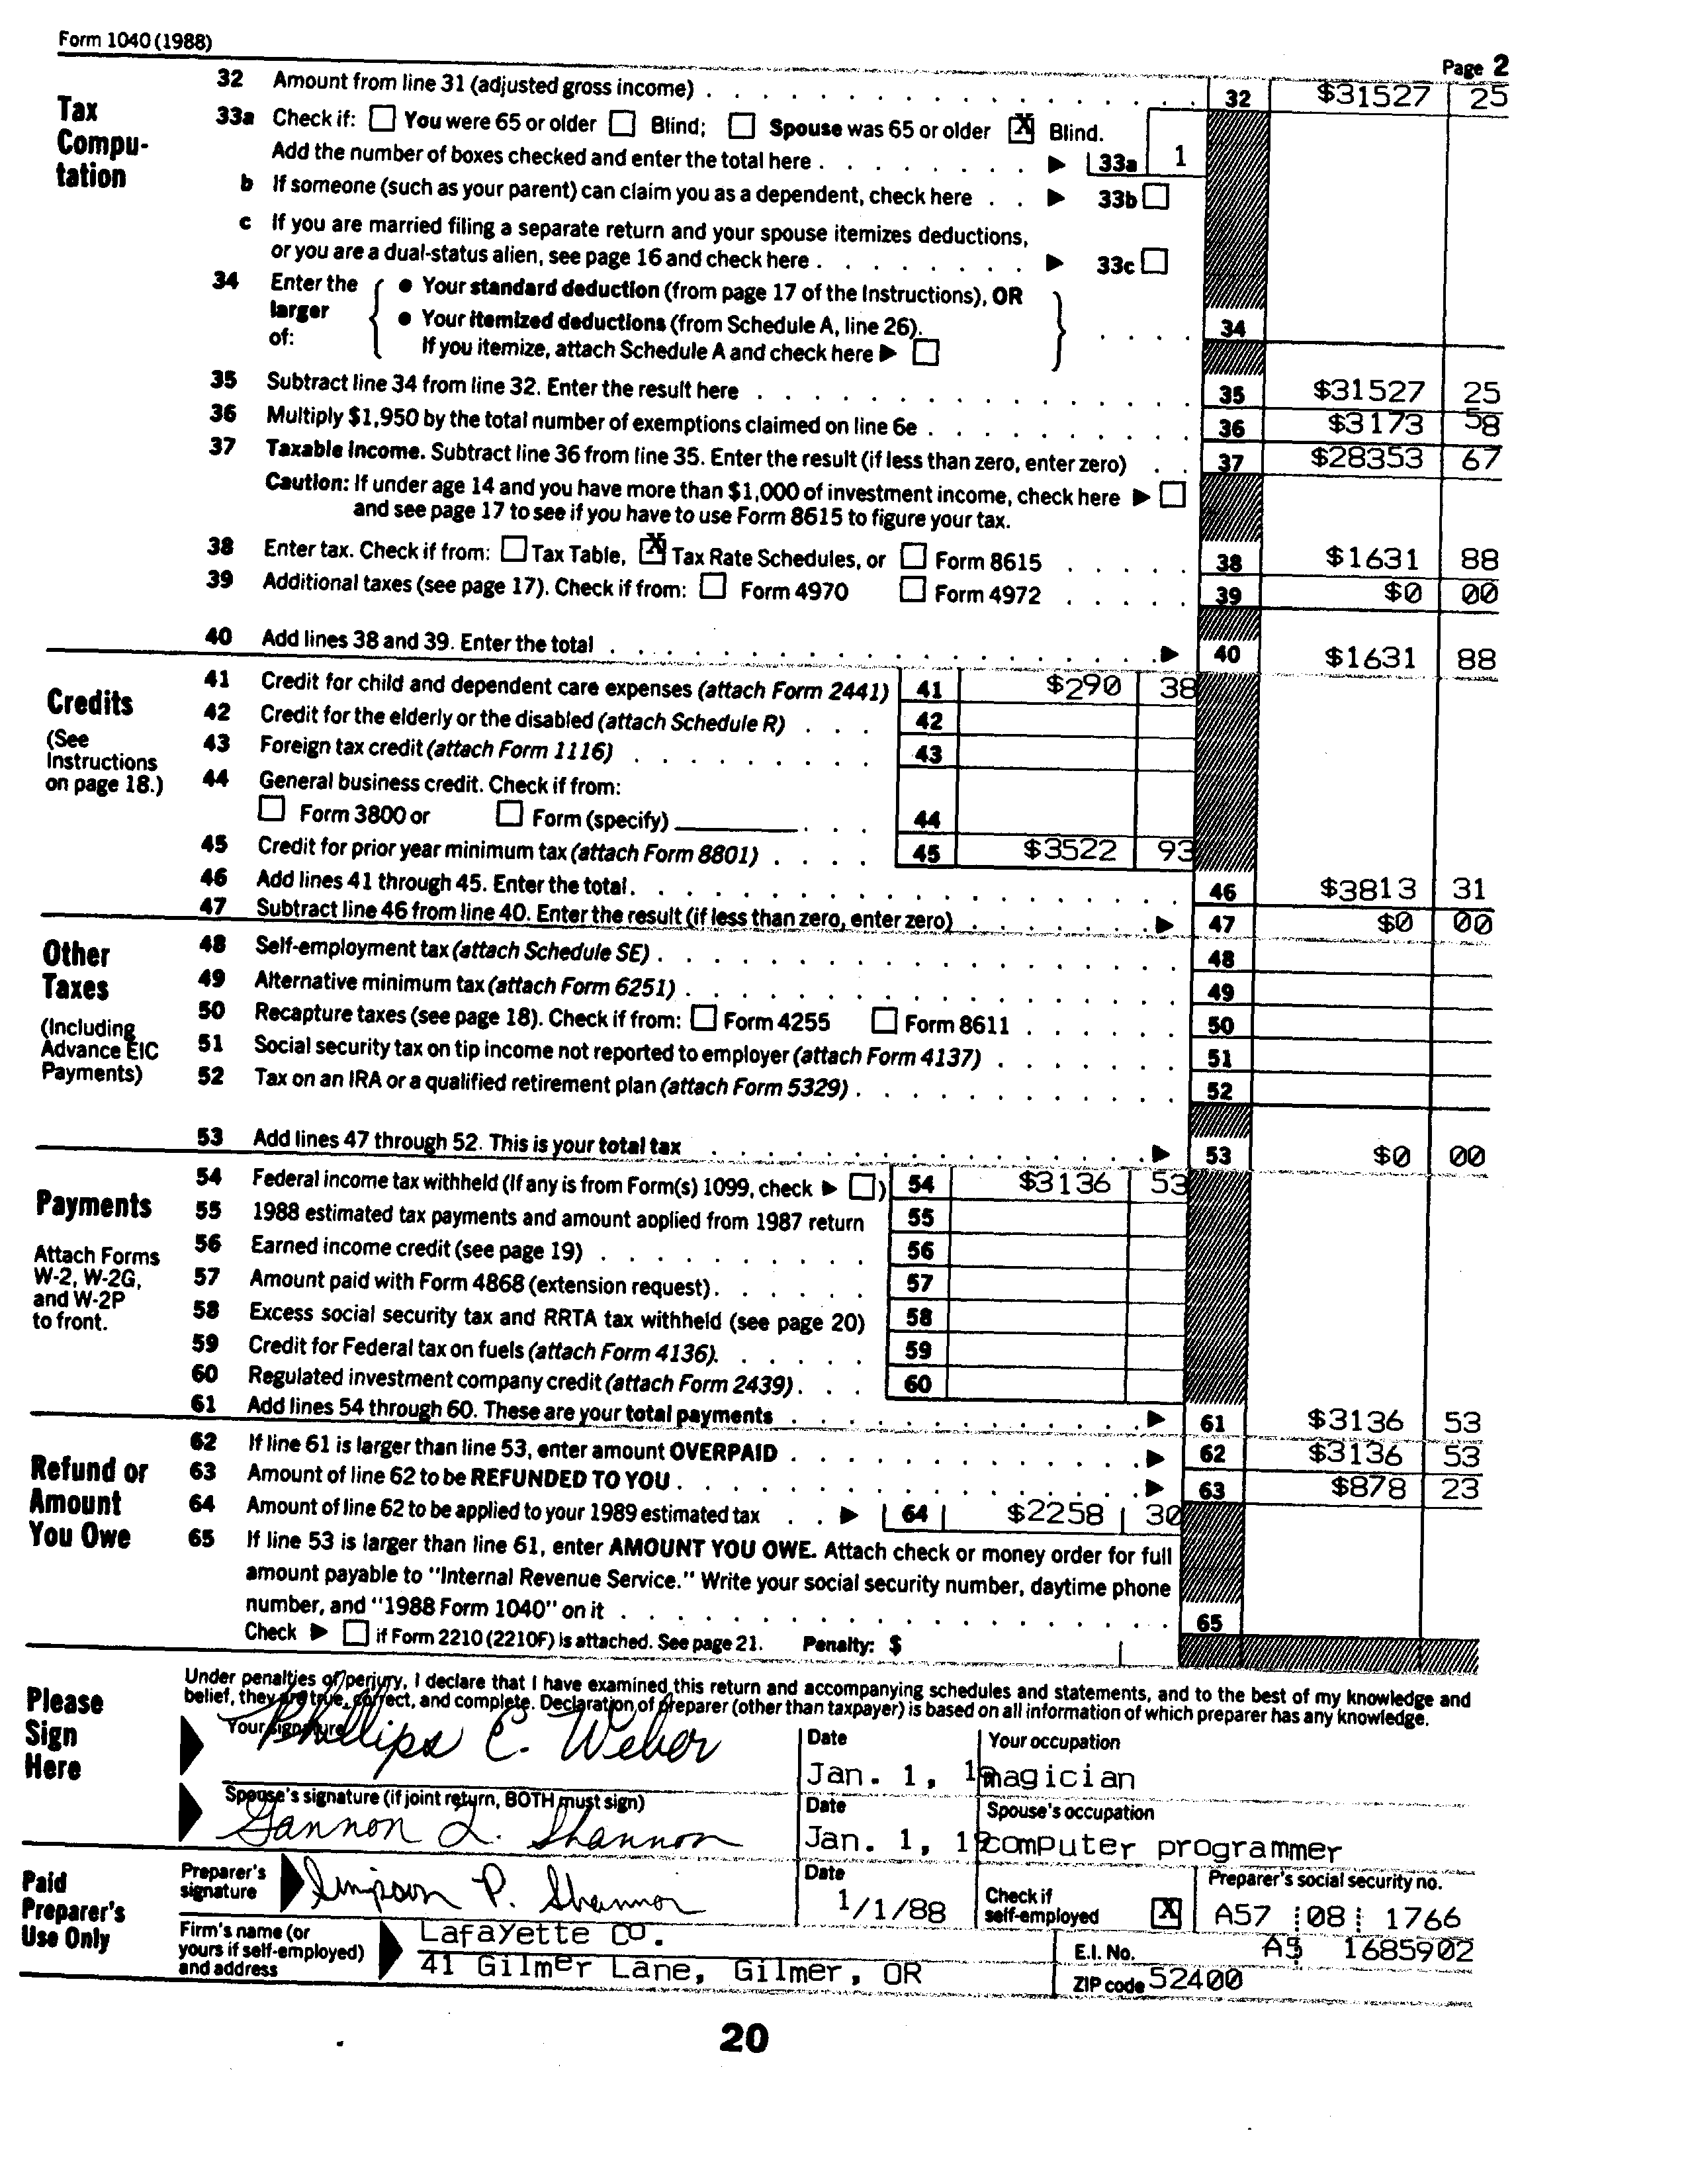 Form 1040 (1988)
Page 2
Tax Compu-tation
32 Amount from line 31 (adjusted gross income) . . . . 32 $31527 25
33a Check if: You were 65 or older Blind; Spouse was 65 or older X Blind.
Add the number of boxes checked and enter the total here . . . . ▶ 33a 1
b If someone (such as your parent) can claim you as a dependent, check here . . ▶ 33b
c If you are married filing a separate return and your spouse itemizes deductions,
or you are a dual-status alien, see page 16 and check here . . . . ▶ 33c
34 Enter the larger of:
● Your standard deduction (from page 17 of the Instructions), OR
● Your itemized deductions (from Schedule A, line 26).
If you itemize, attach Schedule A and check here ▶
. . . . 34
35 Subtract line 34 from line 32. Enter the result here . . . . 35 $31527 25
36 Multiply $1,950 by the total number of exemptions claimed on line 6e . . . . 36 $3173 58
37 Taxable income. Subtract line 36 from line 35. Enter the result (if less than zero, enter zero) . . 37 $28353 67
Caution: If under age 14 and you have more than $1,000 of investment income, check here ▶
and see page 17 to see if you have to use Form 8615 to figure your tax.
38 Enter tax. Check if from: Tax Table, X Tax Rate Schedules, or Form 8615 . . . . 38 $1631 88
39 Additional taxes (see page 17). Check if from: Form 4970 Form 4972 . . . . 39 $0 00
40 Add lines 38 and 39. Enter the total . . . . ▶ 40 $1631 88
Credits
(See Instructions on page 18.)
41 Credit for child and dependent care expenses (attach Form 2441) 41 $290 38
42 Credit for the elderly or the disabled (attach Schedule R) . . . 42
43 Foreign tax credit (attach Form 1116) . . . . 43
44 General business credit. Check if from:
Form 3800 or Form (specify) . . . 44
45 Credit for prior year minimum tax (attach Form 8801) . . . . 45 $3522 93
46 Add lines 41 through 45. Enter the total . . . . 46 $3813 31
47 Subtract line 46 from line 40. Enter the result (if less than zero, enter zero) . . . . ▶ 47 $0 00
Other Taxes
(Including Advance EIC Payments)
48 Self-employment tax (attach Schedule SE) . . . . 48
49 Alternative minimum tax (attach Form 6251) . . . . 49
50 Recapture taxes (see page 18). Check if from: Form 4255 Form 8611 . . . . 50
51 Social security tax on tip income not reported to employer (attach Form 4137) . . . . 51
52 Tax on an IRA or a qualified retirement plan (attach Form 5329) . . . . 52
53 Add lines 47 through 52. This is your total tax . . . . ▶ 53 $0 00
Payments
Attach Forms W-2, W-2G, and W-2P to front.
54 Federal income tax withheld (If any is from Form(s) 1099, check ▶ ) 54 $3136 53
55 1988 estimated tax payments and amount applied from 1987 return 55
56 Earned income credit (see page 19) . . . . 56
57 Amount paid with Form 4868 (extension request) . . . . 57
58 Excess social security tax and RRTA tax withheld (see page 20) 58
59 Credit for Federal tax on fuels (attach Form 4136). . . . . 59
60 Regulated investment company credit (attach Form 2439) . . . 60
61 Add lines 54 through 60. These are your total payments . . . . ▶ 61 $3136 53
Refund or Amount You Owe
62 If line 61 is larger than line 53, enter amount OVERPAID . . . . ▶ 62 $3136 53
63 Amount of line 62 to be REFUNDED TO YOU . . . . ▶ 63 $878 23
64 Amount of line 62 to be applied to your 1989 estimated tax . . ▶ 64 $2258 30
65 If line 53 is larger than line 61, enter AMOUNT YOU OWE. Attach check or money order for full
amount payable to "Internal Revenue Service." Write your social security number, daytime phone
number, and "1988 Form 1040" on it . . . . 65
Check ▶ if Form 2210 (2210F) is attached. See page 21. Penalty: $
Please Sign Here
Under penalties of perjury, I declare that I have examined this return and accompanying schedules and statements, and to the best of my knowledge and
belief, they are true, correct, and complete. Declaration of preparer (other than taxpayer) is based on all information of which preparer has any knowledge.
Your signature Phillips C. Weber
Date Jan. 1, 19
Your occupation magician
Spouse's signature (if joint return, BOTH must sign) Gannon L. Shannon
Date Jan. 1, 19
Spouse's occupation computer programmer
Paid Preparer's Use Only
Preparer's signature Simpson P. Shannon
Date 1/1/88
Check if self-employed X
Preparer's social security no. A57 08 1766
Firm's name (or yours if self-employed) and address
Lafayette CO.
41 Gilmer Lane, Gilmer, OR
E.I. No. A5 1685902
ZIP code 52400
20